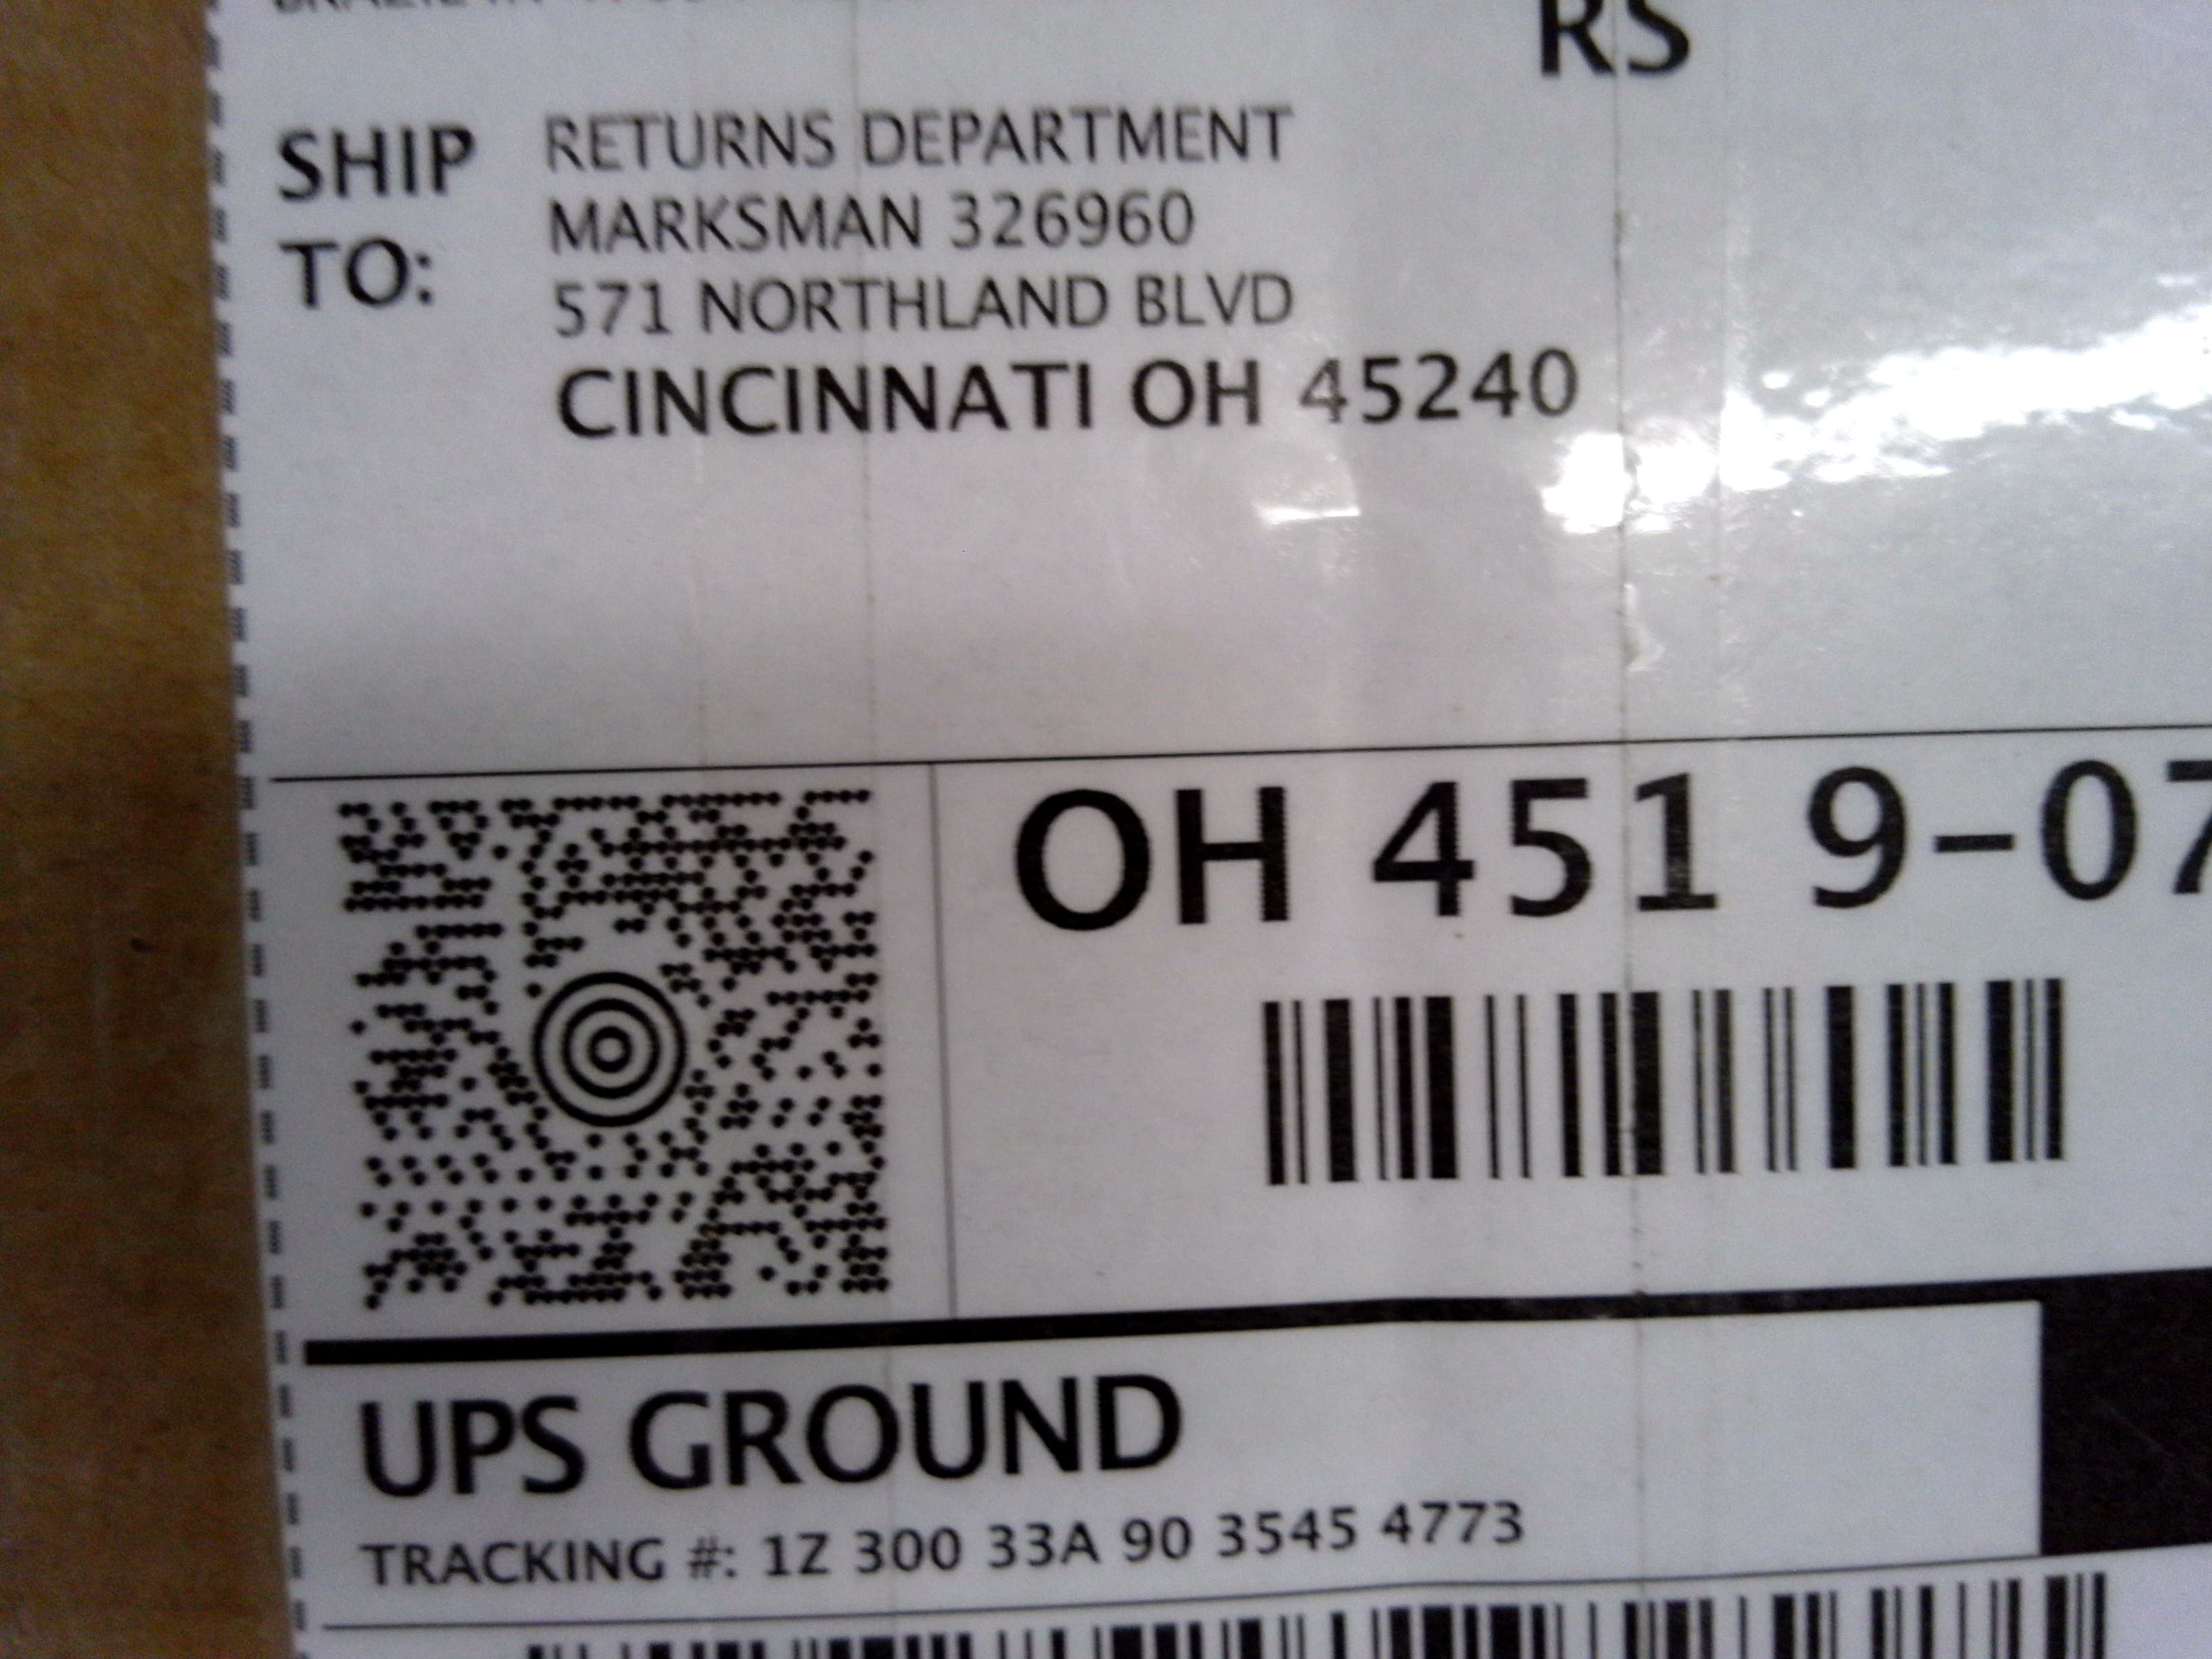 RS
SHIP TO:
RETURNS DEPARTMENT
MARKSMAN 326960
571 NORTHLAND BLVD
CINCINNATI OH 45240
OH 451 9-07
UPS GROUND
TRACKING #: 1Z 300 33A 90 3545 4773